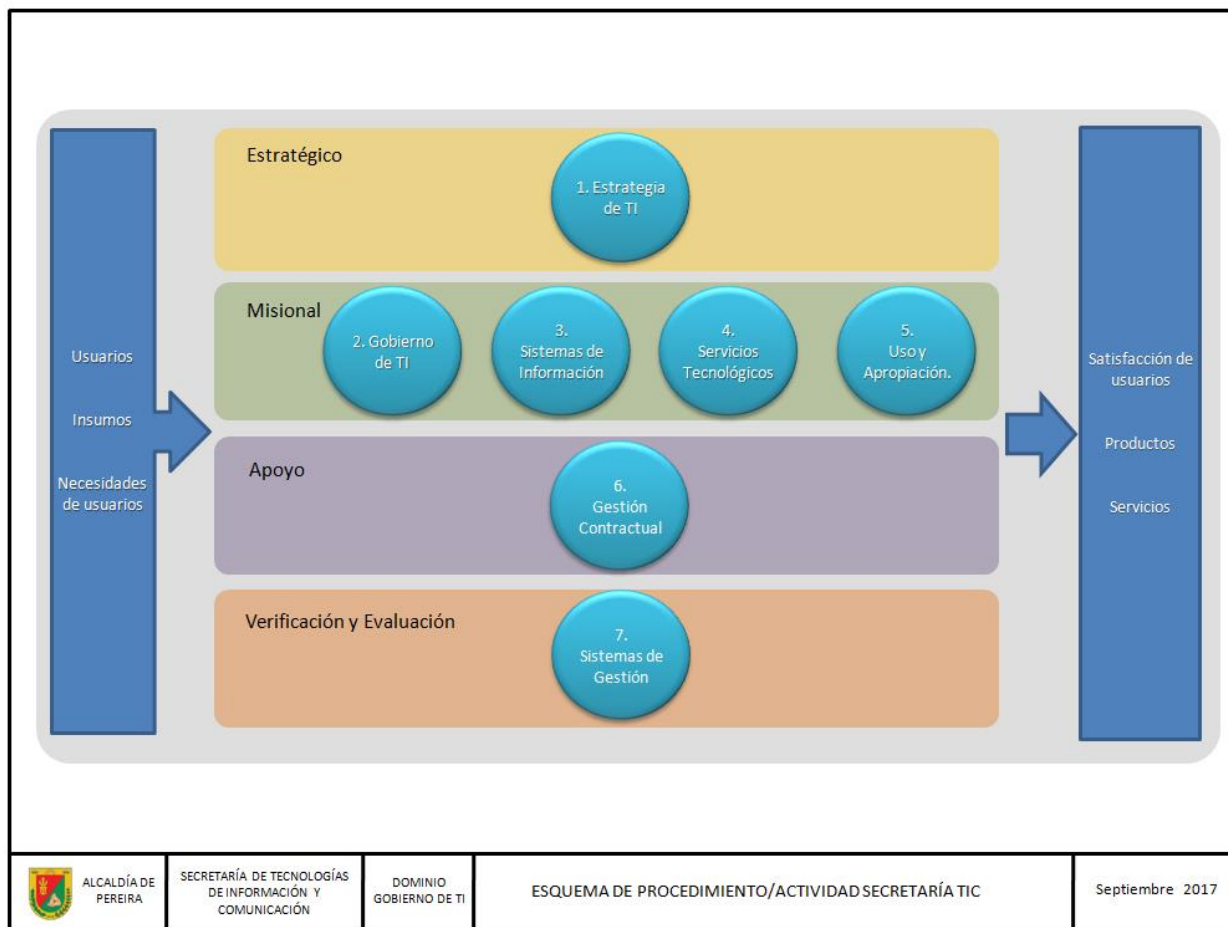 Usuarios
Insumos
Necesidades
de usuarios
Estratégico
1. Estrategia
de TI
Misional
2. Gobierno
de TI
3.
Sistemas de
Información
4.
Servicios
Tecnológicos
5.
Uso y
Apropiación.
Apoyo
6.
Gestión
Contractual
Verificación y Evaluación
7.
Sistemas de
Gestión
Satisfacción de
usuarios
Productos
Servicios
ALCALDÍA DE
PEREIRA
SECRETARÍA DE TECNOLOGÍAS
DE INFORMACIÓN Y
COMUNICACIÓN
DOMINIO
GOBIERNO DE TI
ESQUEMA DE PROCEDIMIENTO/ACTIVIDAD SECRETARÍA TIC
Septiembre 2017